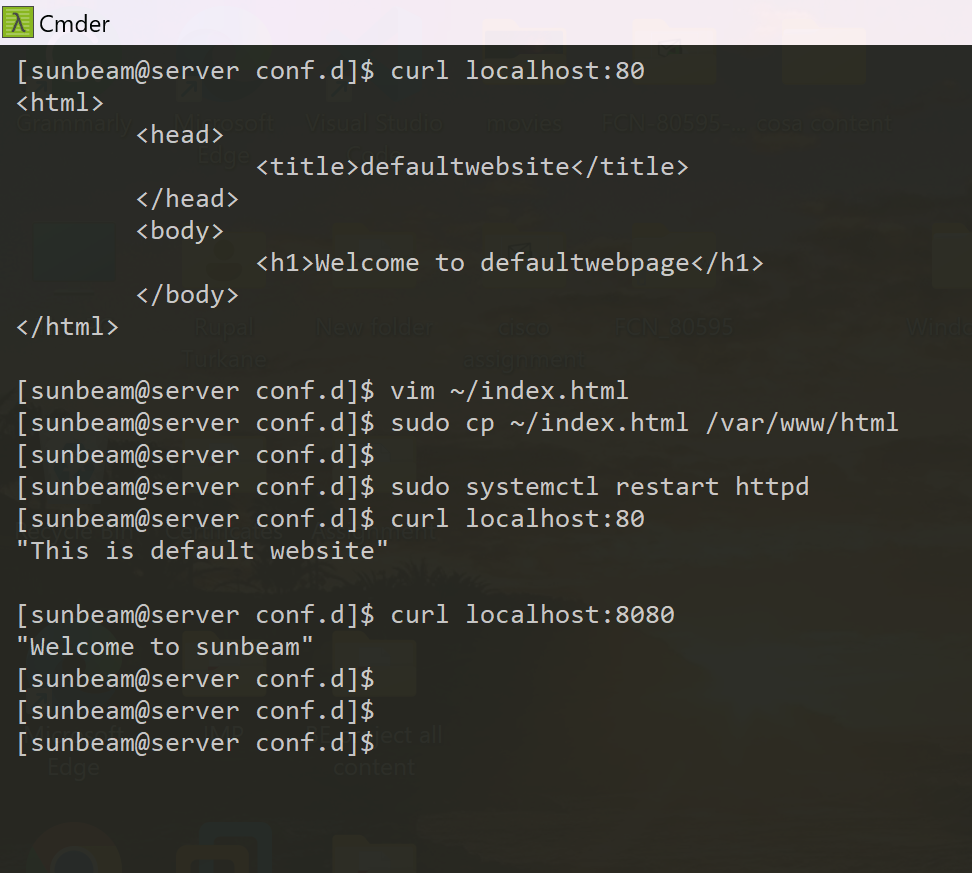 Cmder
[sunbeam@server conf.d]$ curl localhost:80
<html>
        <head>
                <title>defaultwebsite</title>
        </head>
        <body>
                <h1>Welcome to defaultwebpage</h1>
        </body>
</html>
[sunbeam@server conf.d]$ vim ~/index.html
[sunbeam@server conf.d]$ sudo cp ~/index.html /var/www/html
[sunbeam@server conf.d]$
[sunbeam@server conf.d]$ sudo systemctl restart httpd
[sunbeam@server conf.d]$ curl localhost:80
"This is default website"
[sunbeam@server conf.d]$ curl localhost:8080
"Welcome to sunbeam"
[sunbeam@server conf.d]$
[sunbeam@server conf.d]$
[sunbeam@server conf.d]$